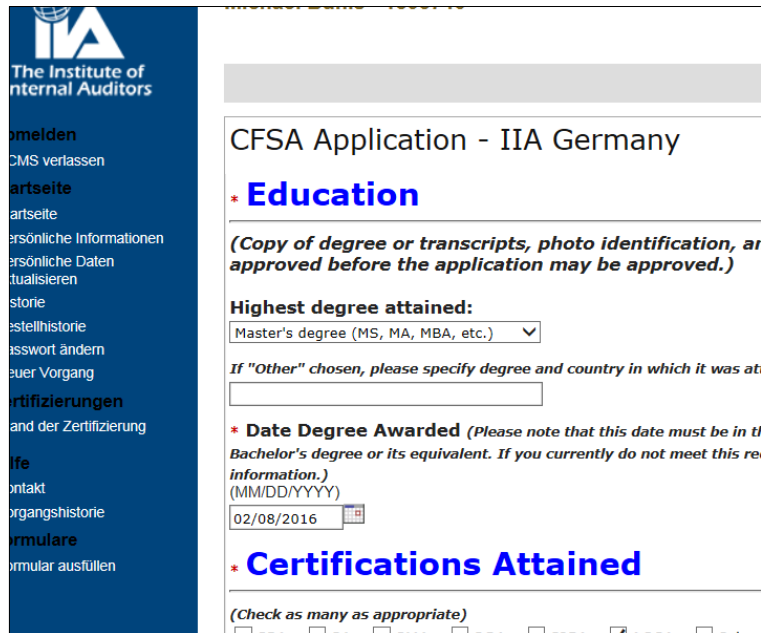 IIA
The Institute of
nternal Auditors
omelden
CMS verlassen
artseite
artseite
ersönliche Informationen
ersönliche Daten
ktualisieren
storie
estellhistorie
asswort ändern
euer Vorgang
rtifizierungen
and der Zertifizierung
lfe
ontakt
organgshistorie
ormulare
ormular ausfüllen
CFSA Application - IIA Germany
* Education
(Copy of degree or transcripts, photo identification, an
approved before the application may be approved.)
Highest degree attained:
Master's degree (MS, MA, MBA, etc.)
If "Other" chosen, please specify degree and country in which it was att
* Date Degree Awarded (Please note that this date must be in th
Bachelor's degree or its equivalent. If you currently do not meet this req
information.)
(MM/DD/YYYY)
02/08/2016
* Certifications Attained
(Check as many as appropriate)